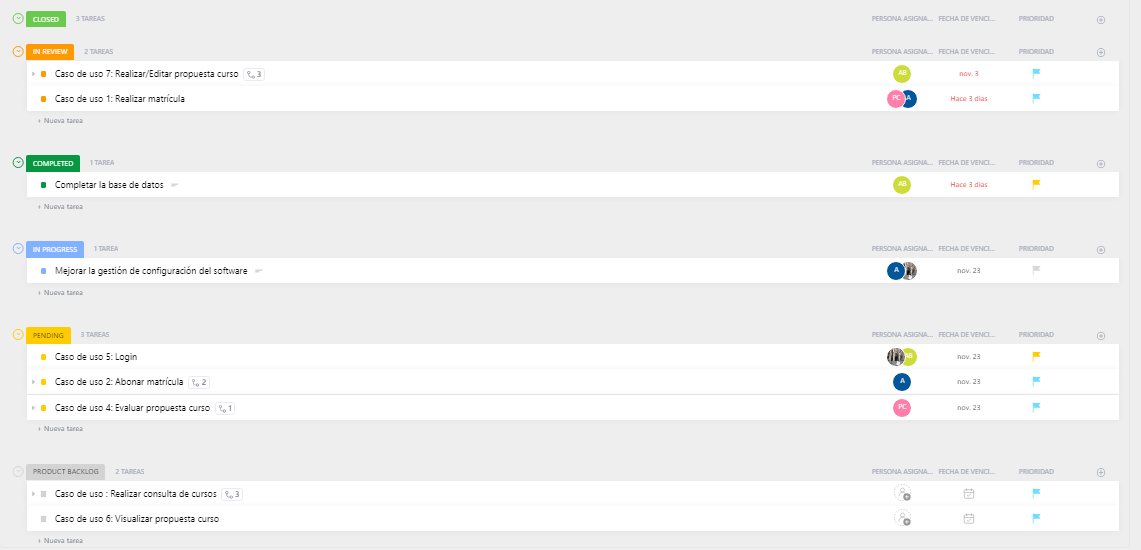 CLOSED 3 TAREAS PERSONA ASIGNA... FECHA DE VENCI... PRIORIDAD
IN REVIEW 2 TAREAS PERSONA ASIGNA... FECHA DE VENCI... PRIORIDAD
Caso de uso 7: Realizar/Editar propuesta curso 3 AB nov. 3
Caso de uso 1: Realizar matrícula PC A Hace 3 días
+ Nueva tarea
COMPLETED 1 TAREA PERSONA ASIGNA... FECHA DE VENCI... PRIORIDAD
Completar la base de datos AB Hace 3 días
+ Nueva tarea
IN PROGRESS 1 TAREA PERSONA ASIGNA... FECHA DE VENCI... PRIORIDAD
Mejorar la gestión de configuración del software A nov. 23
+ Nueva tarea
PENDING 3 TAREAS PERSONA ASIGNA... FECHA DE VENCI... PRIORIDAD
Caso de uso 5: Login AB nov. 23
Caso de uso 2: Abonar matrícula 2 A nov. 23
Caso de uso 4: Evaluar propuesta curso 1 PC nov. 23
+ Nueva tarea
PRODUCT BACKLOG 2 TAREAS PERSONA ASIGNA... FECHA DE VENCI... PRIORIDAD
Caso de uso : Realizar consulta de cursos 3
Caso de uso 6: Visualizar propuesta curso
+ Nueva tarea